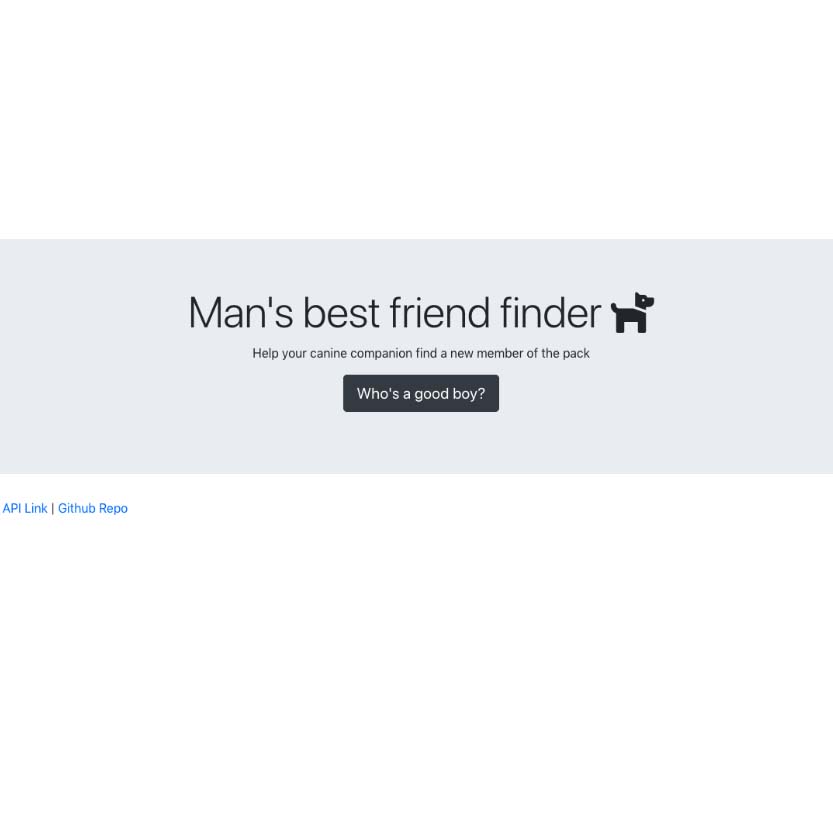 Man's best friend finder
Help your canine companion find a new member of the pack
Who's a good boy?
API Link | Github Repo